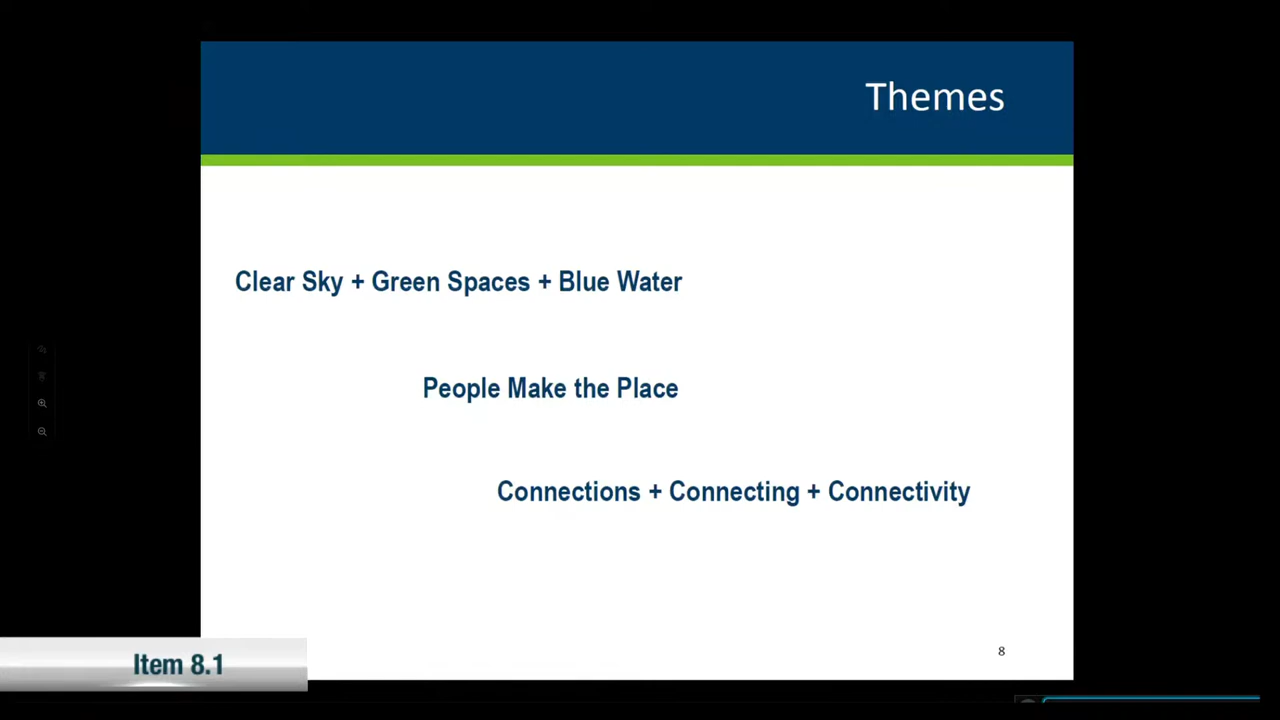 Themes
Clear Sky + Green Spaces + Blue Water
People Make the Place
Connections + Connecting + Connectivity
8
Item 8.1